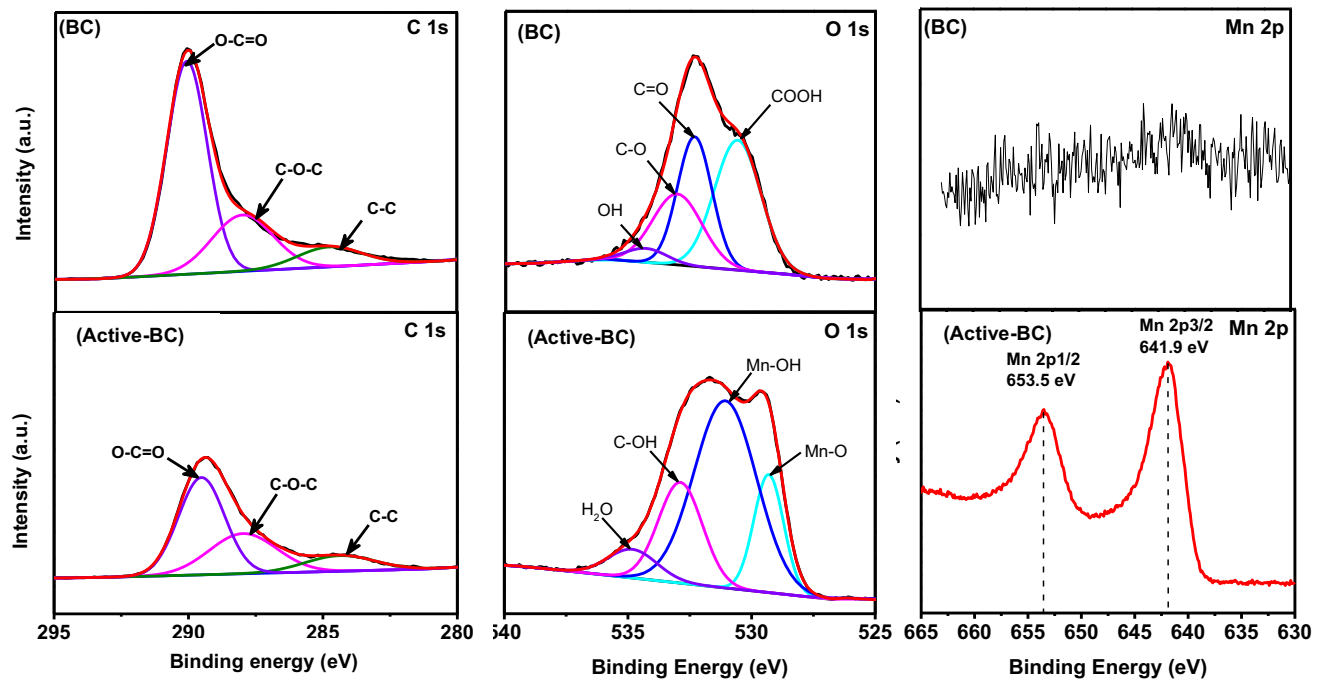 (BC)
C 1s
O-C=O
C-O-C
C-C
Intensity (a.u.)
(BC)
O 1s
C=O
COOH
C-O
OH
(BC)
Mn 2p
(Active-BC)
C 1s
O-C=O
C-O-C
C-C
Intensity (a.u.)
295
290
285
280
Binding energy (eV)
(Active-BC)
O 1s
Mn-OH
C-OH
Mn-O
H2O
540
535
530
525
Binding Energy (eV)
(Active-BC)
Mn 2p3/2
641.9 eV
Mn 2p
Mn 2p1/2
653.5 eV
665
660
655
650
645
640
635
630
Binding Energy (eV)